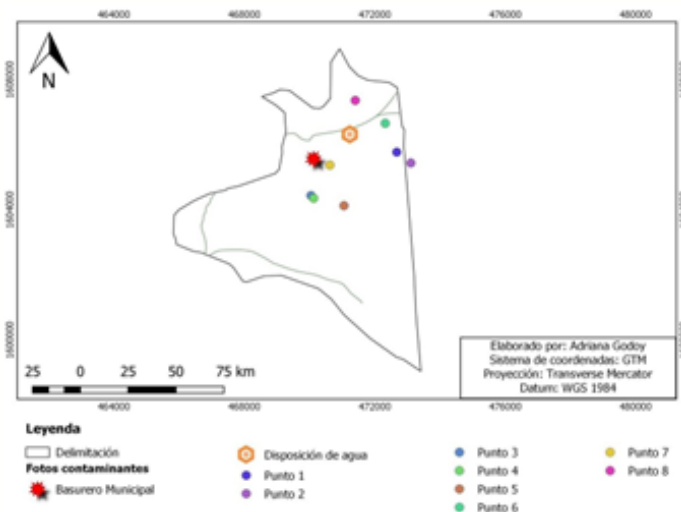 464000 468000 472000 476000 480000
1608000
1604000
1600000
N
25 0 25 50 75 km
Elaborado por: Adriana Godoy
Sistema de coordenadas: GTM
Proyección: Transverse Mercator
Datum: WGS 1984
464000 468000 472000 476000 480000
Leyenda
Delimitación
Fotos contaminantes
Basurero Municipal
Disposición de agua
Punto 1
Punto 2
Punto 3
Punto 4
Punto 5
Punto 6
Punto 7
Punto 8